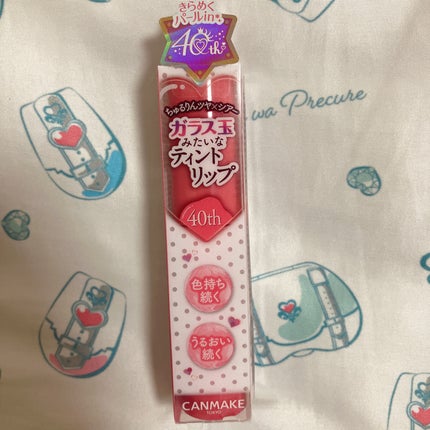 きらめく
パールin
40th
ちゅるりんツヤ×シアー
ガラス玉
みたいな
ティント
リップ
40th
色持ち
続く
うるおい
続く
CANMAKE
TOKYO
wa Precure